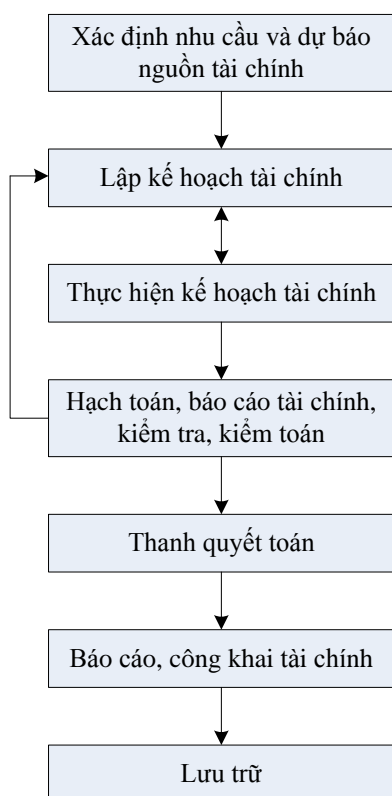 Xác định nhu cầu và dự báo
nguồn tài chính
Lập kế hoạch tài chính
Thực hiện kế hoạch tài chính
Hạch toán, báo cáo tài chính,
kiểm tra, kiểm toán
Thanh quyết toán
Báo cáo, công khai tài chính
Lưu trữ